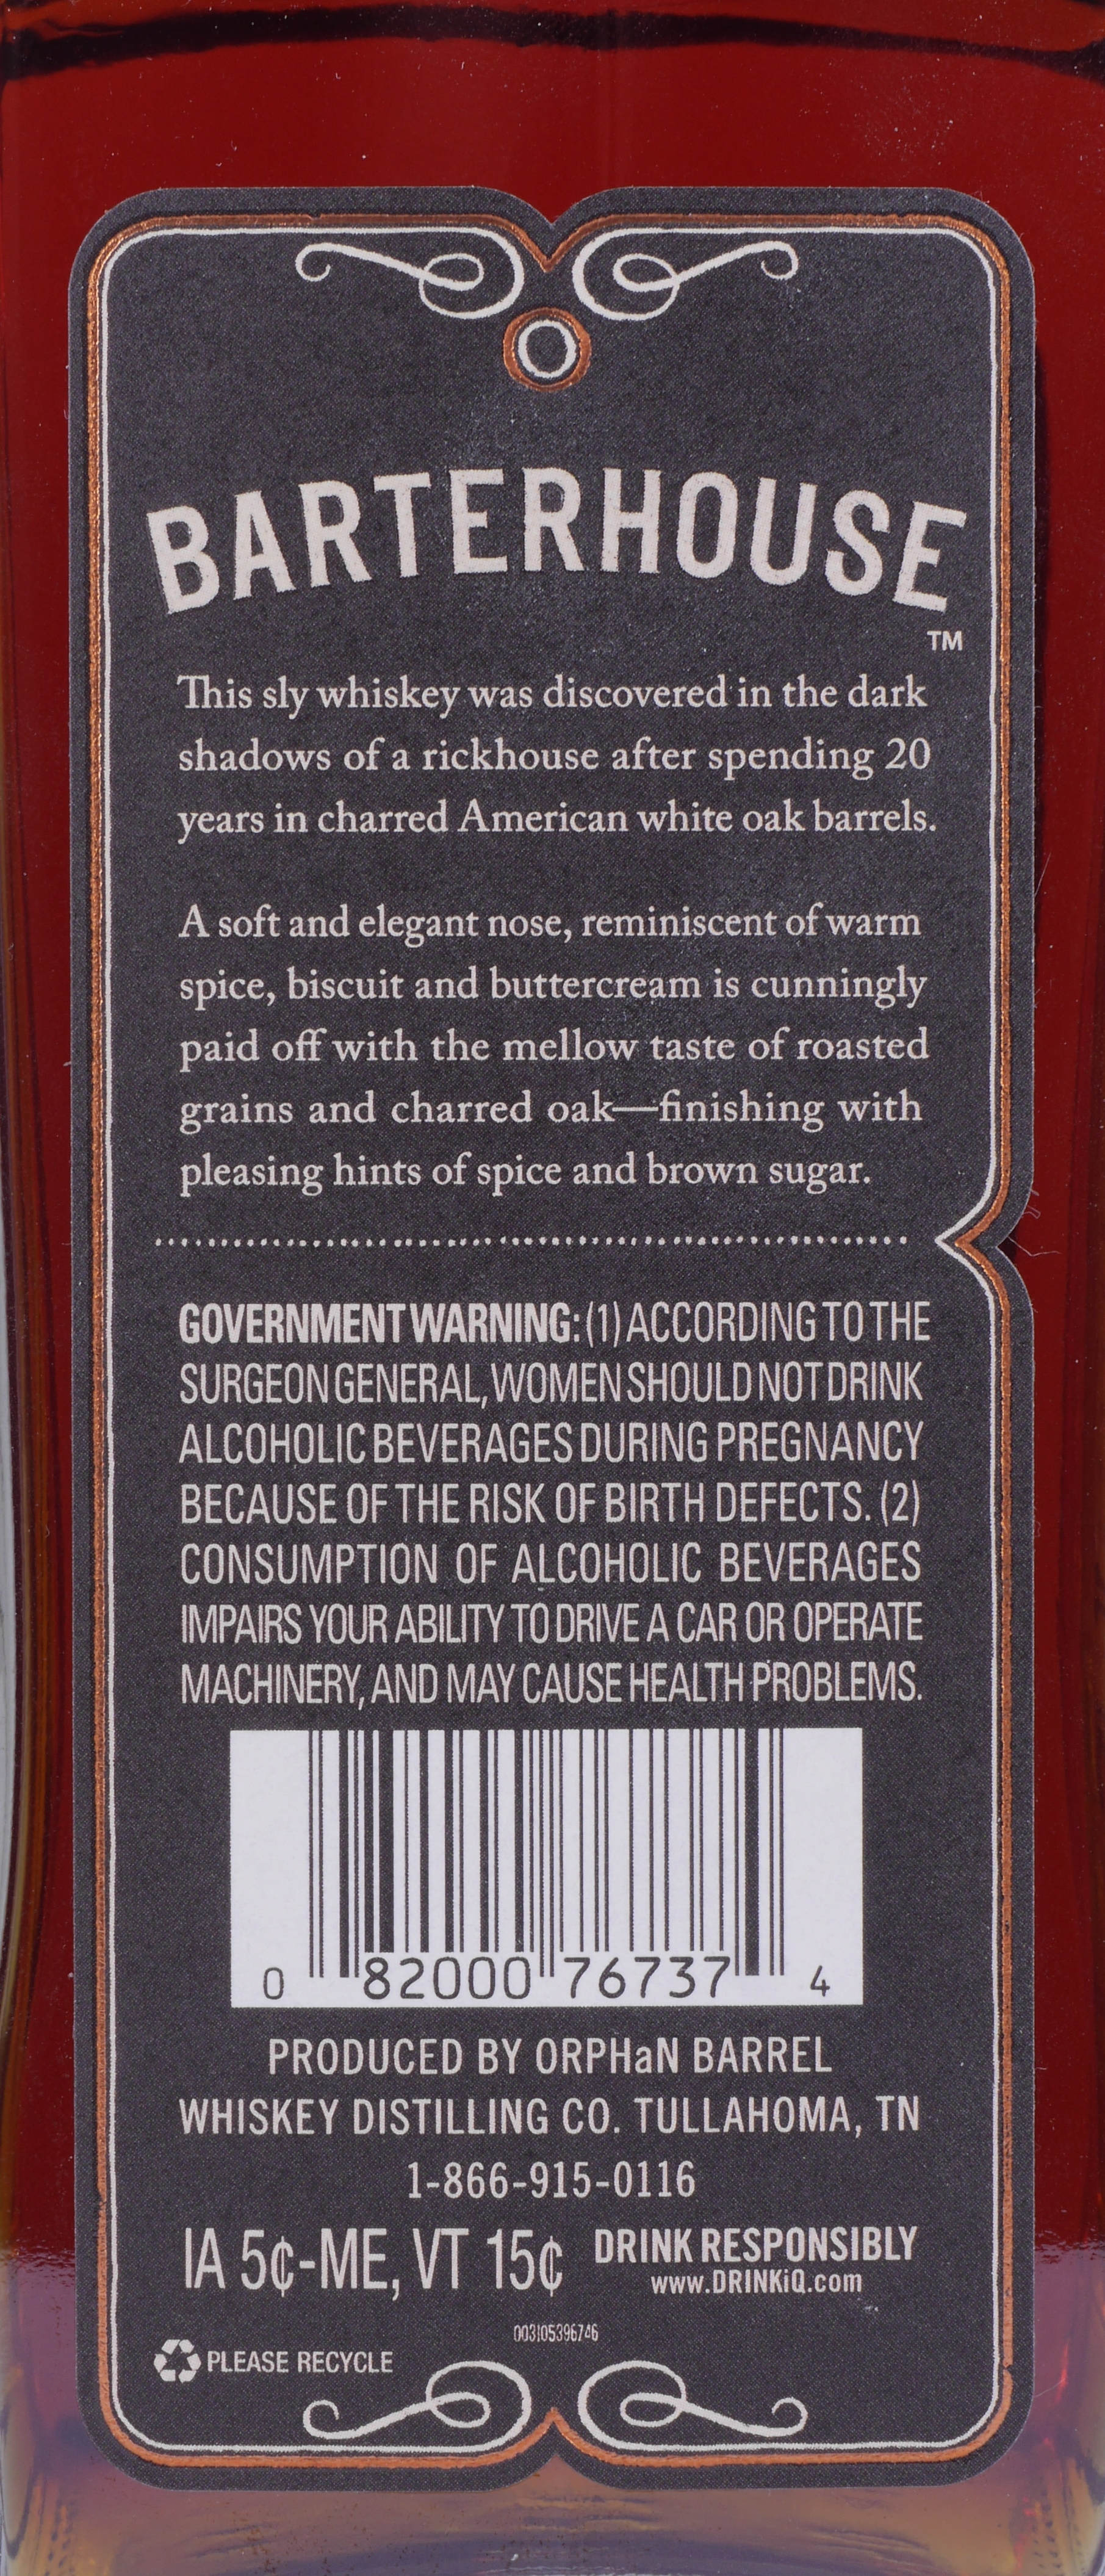 BARTERHOUSE
TM
This sly whiskey was discovered in the dark
shadows of a rickhouse after spending 20
years in charred American white oak barrels.
A soft and elegant nose, reminiscent of warm
spice, biscuit and buttercream is cunningly
paid off with the mellow taste of roasted
grains and charred oak—finishing with
pleasing hints of spice and brown sugar.
GOVERNMENT WARNING: (1) ACCORDING TO THE
SURGEON GENERAL, WOMEN SHOULD NOT DRINK
ALCOHOLIC BEVERAGES DURING PREGNANCY
BECAUSE OF THE RISK OF BIRTH DEFECTS. (2)
CONSUMPTION OF ALCOHOLIC BEVERAGES
IMPAIRS YOUR ABILITY TO DRIVE A CAR OR OPERATE
MACHINERY, AND MAY CAUSE HEALTH PROBLEMS.
0 82000 76737 4
PRODUCED BY ORPHaN BARREL
WHISKEY DISTILLING CO. TULLAHOMA, TN
1-866-915-0116
IA 5¢-ME, VT 15¢ DRINK RESPONSIBLY
www.DRINKiQ.com
003105396746
PLEASE RECYCLE